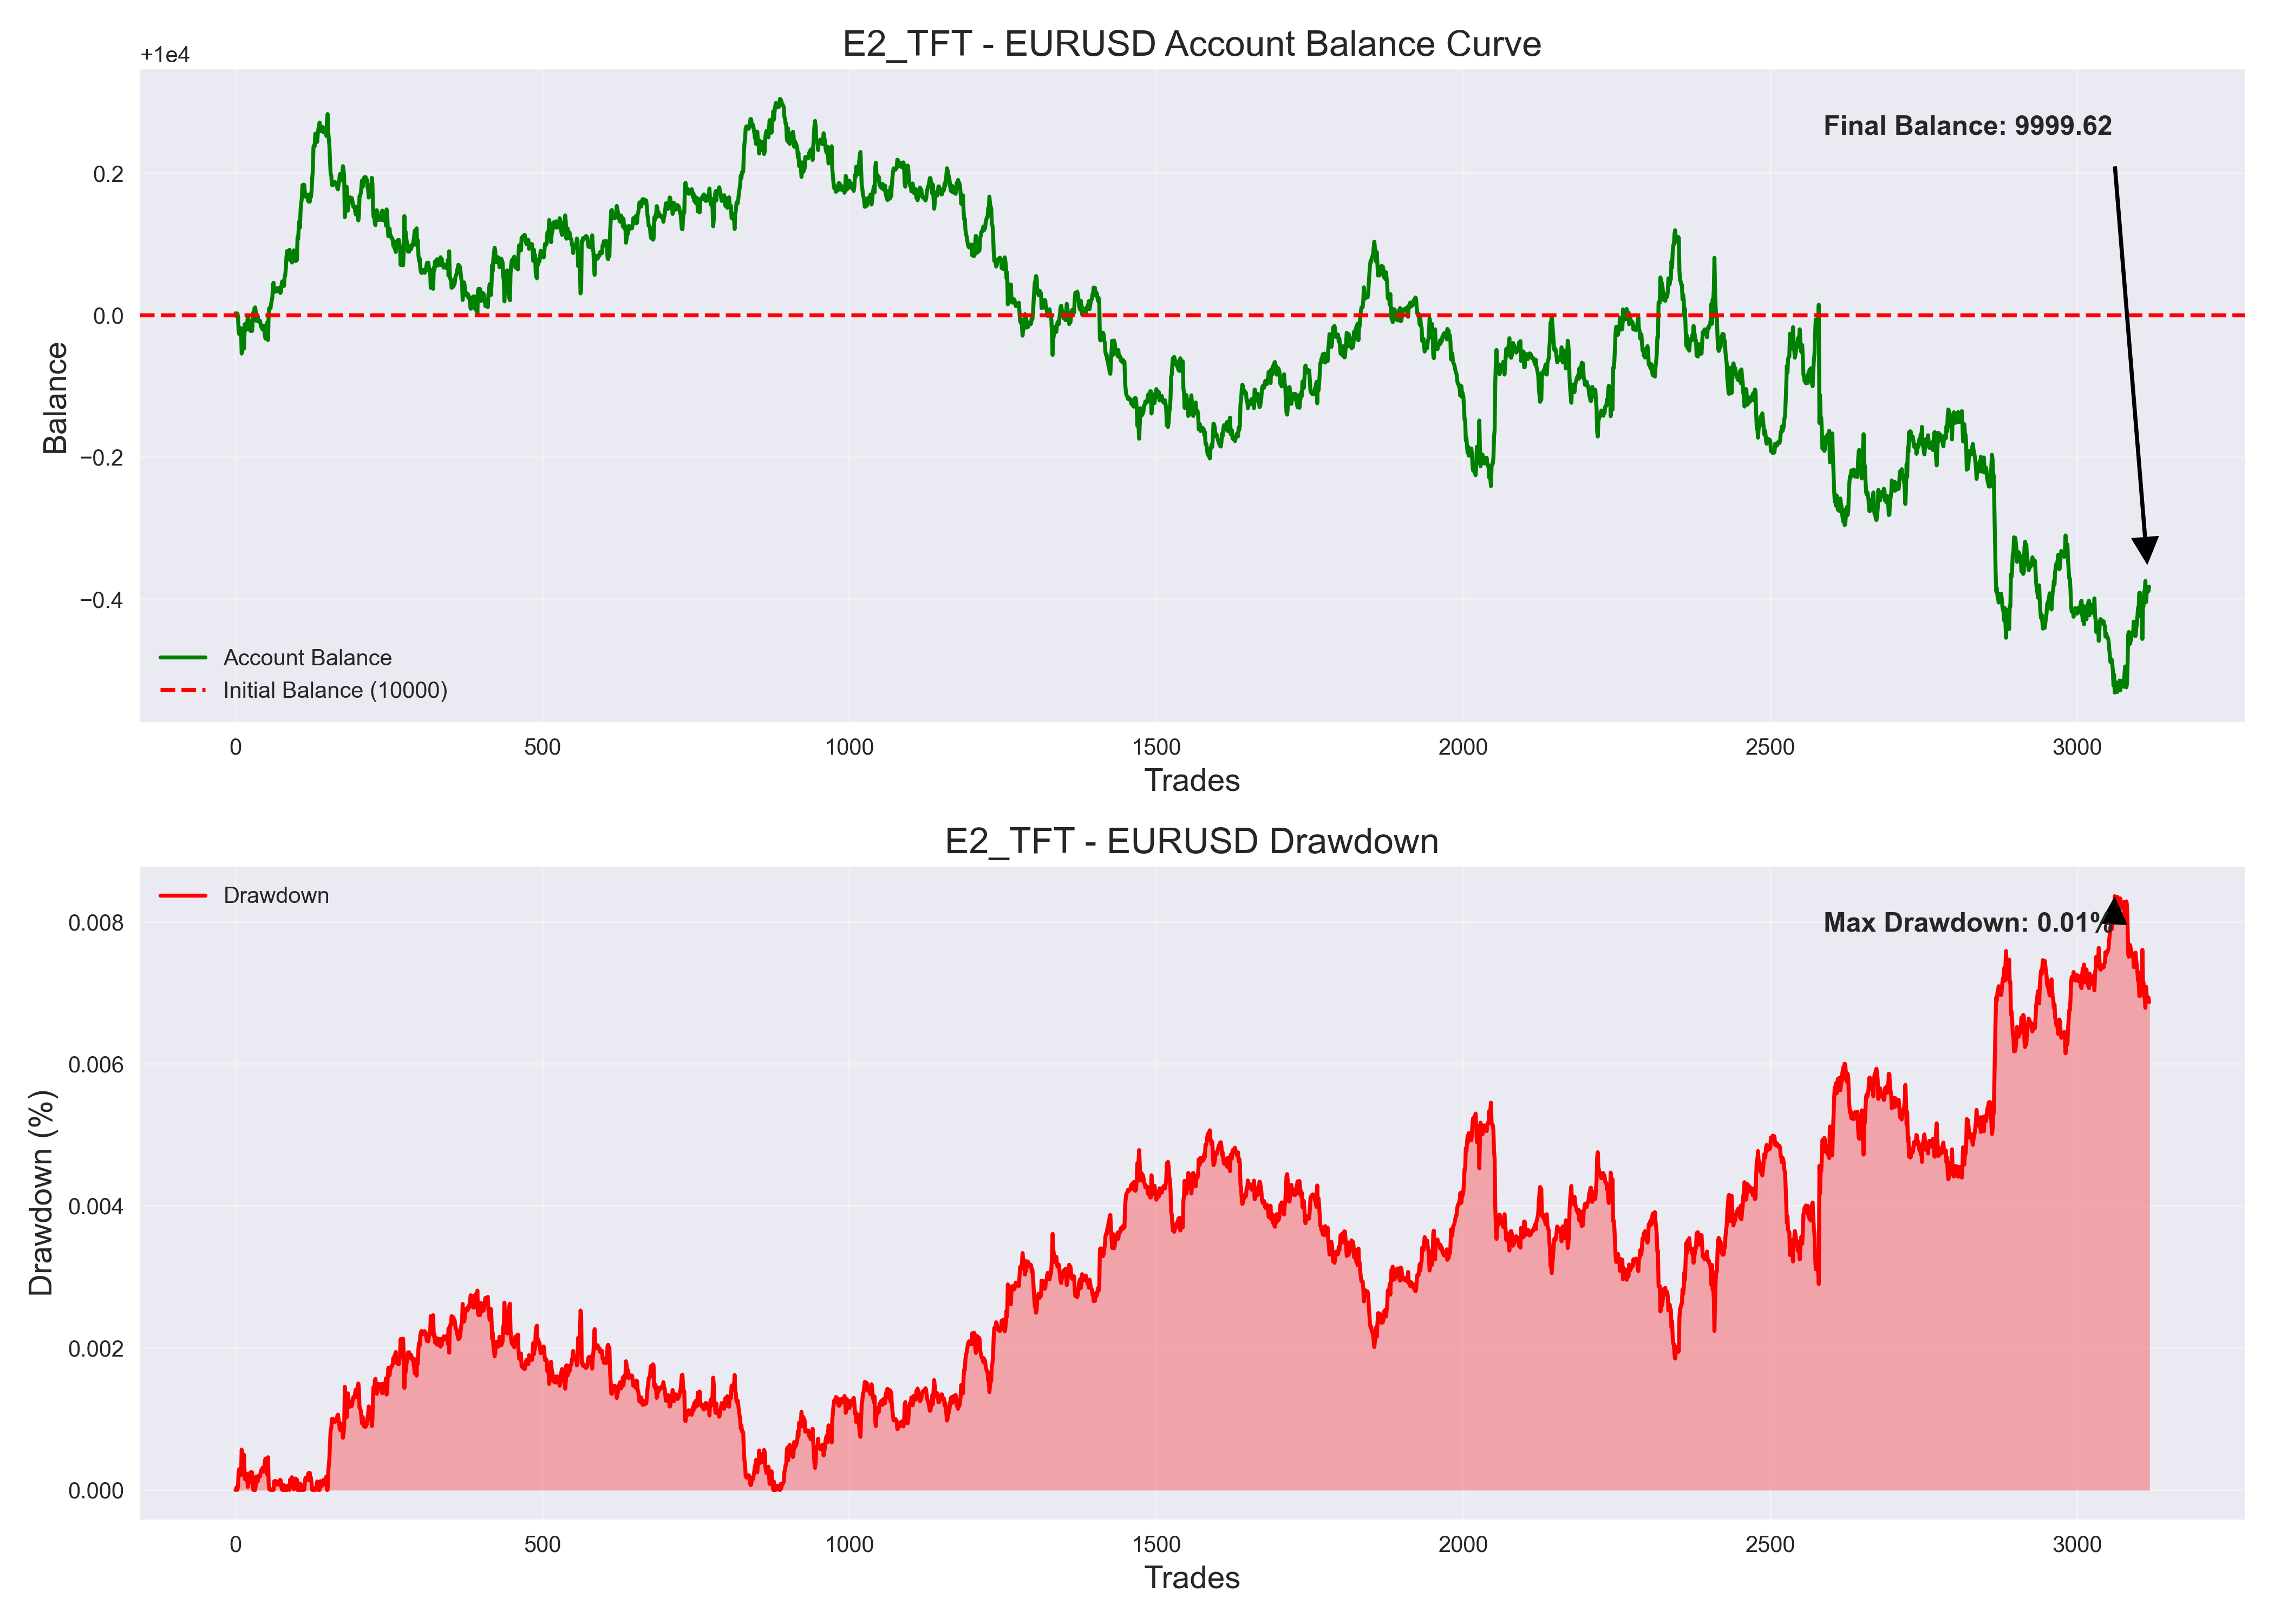 E2_TFT - EURUSD Account Balance Curve
+1e4
Final Balance: 9999.62
0.2
0.0
−0.2
−0.4
Balance
Account Balance
Initial Balance (10000)
0 500 1000 1500 2000 2500 3000
Trades
E2_TFT - EURUSD Drawdown
Drawdown
Max Drawdown: 0.01%
0.008
0.006
0.004
0.002
0.000
Drawdown (%)
0 500 1000 1500 2000 2500 3000
Trades